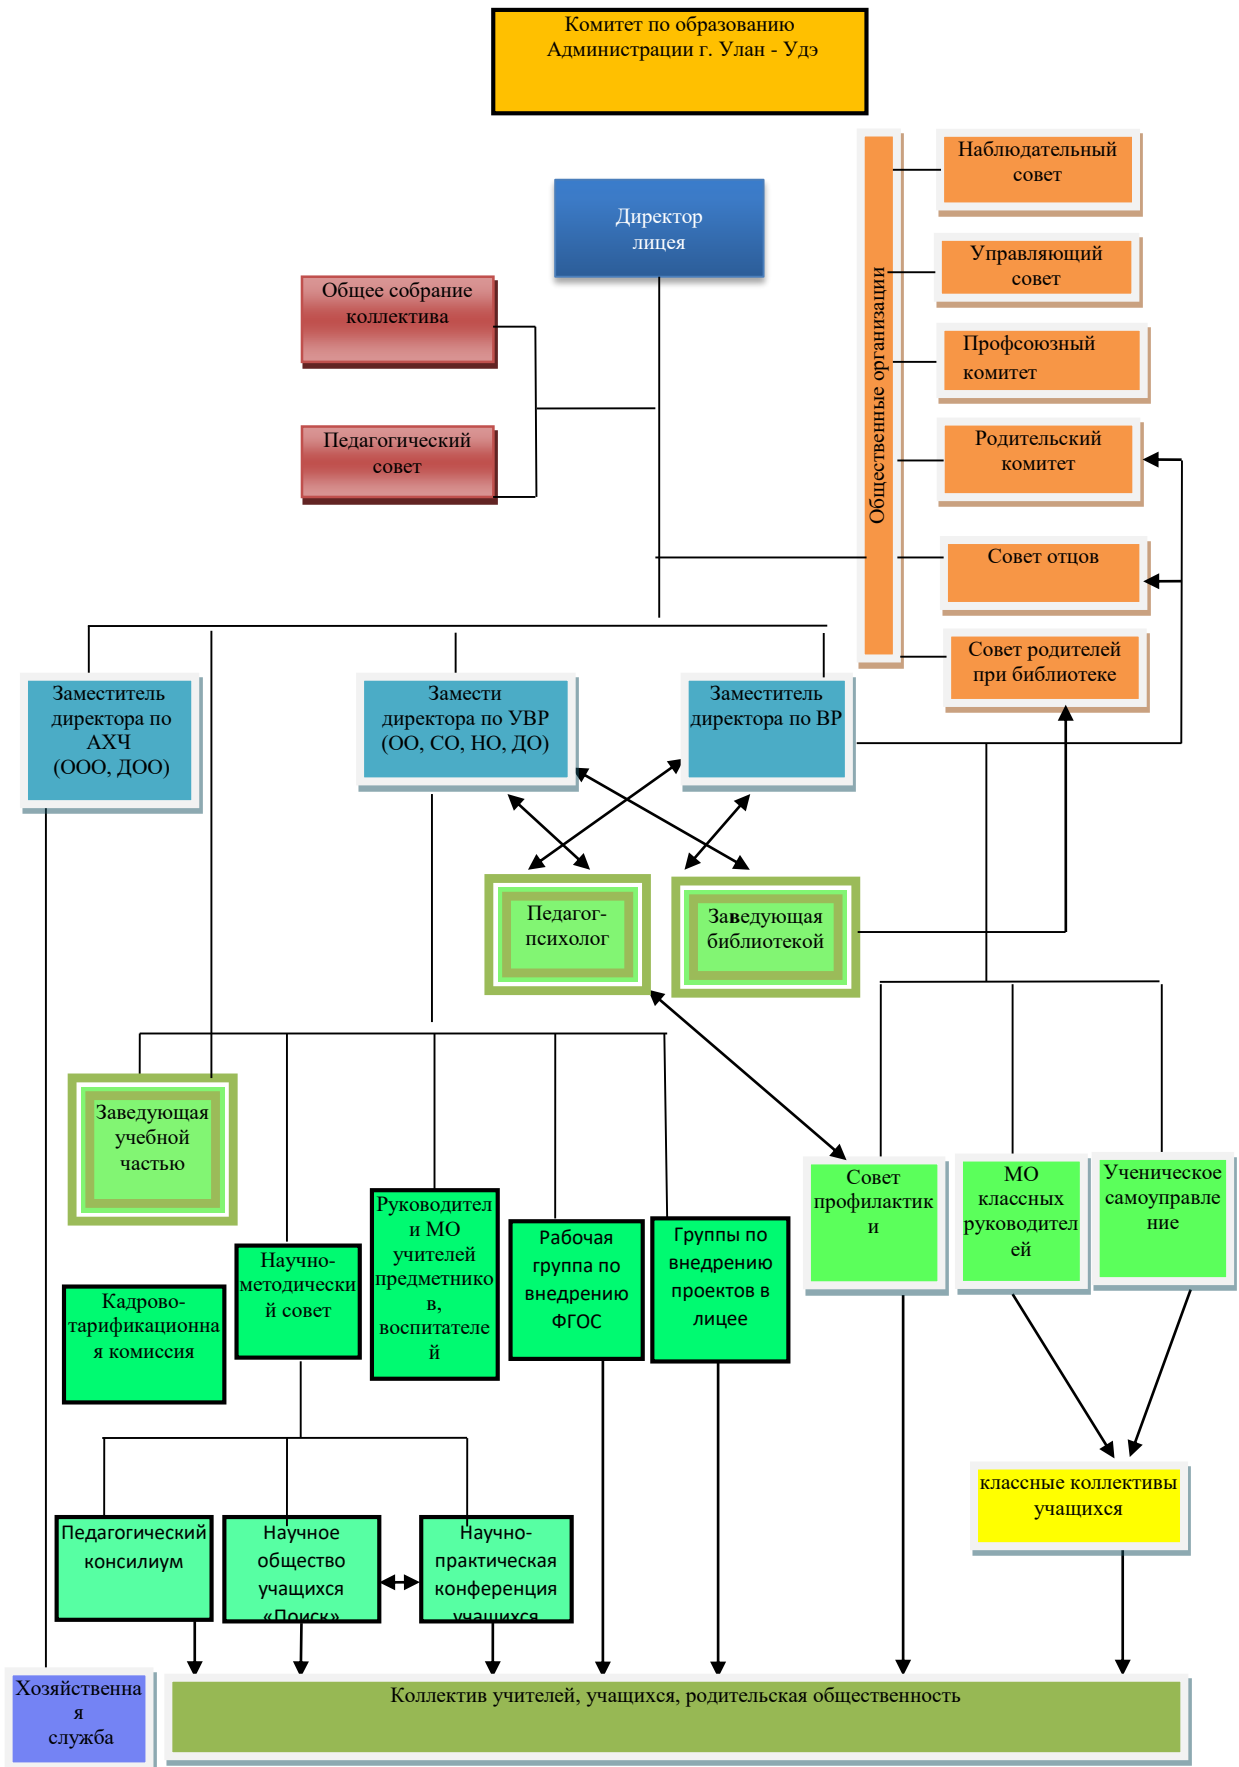 Комитет по образованию
Администрации г. Улан - Удэ
Наблюдательный
совет
Директор
лицея
Управляющий
совет
Общее собрание
коллектива
Общественные организации
Профсоюзный
комитет
Педагогический
совет
Родительский
комитет
Совет отцов
Совет родителей
при библиотеке
Заместитель
директора по
АХЧ
(ООО, ДОО)
Замести
директора по УВР
(ОО, СО, НО, ДО)
Заместитель
директора по ВР
Педагог-
психолог
Заведующая
библиотекой
Заведующая
учебной
частью
Совет
профилактик
и
МО
классных
руководител
ей
Ученическое
самоуправле
ние
Руководител
и МО
учителей
предметнико
в,
воспитателе
й
Рабочая
группа по
внедрению
ФГОС
Группы по
внедрению
проектов в
лицее
Научно-
методически
й совет
Кадрово-
тарификационна
я комиссия
классные коллективы
учащихся
Педагогический
консилиум
Научное
общество
учащихся
«Поиск»
Научно-
практическая
конференция
учащихся
Хозяйственна
я
служба
Коллектив учителей, учащихся, родительская общественность